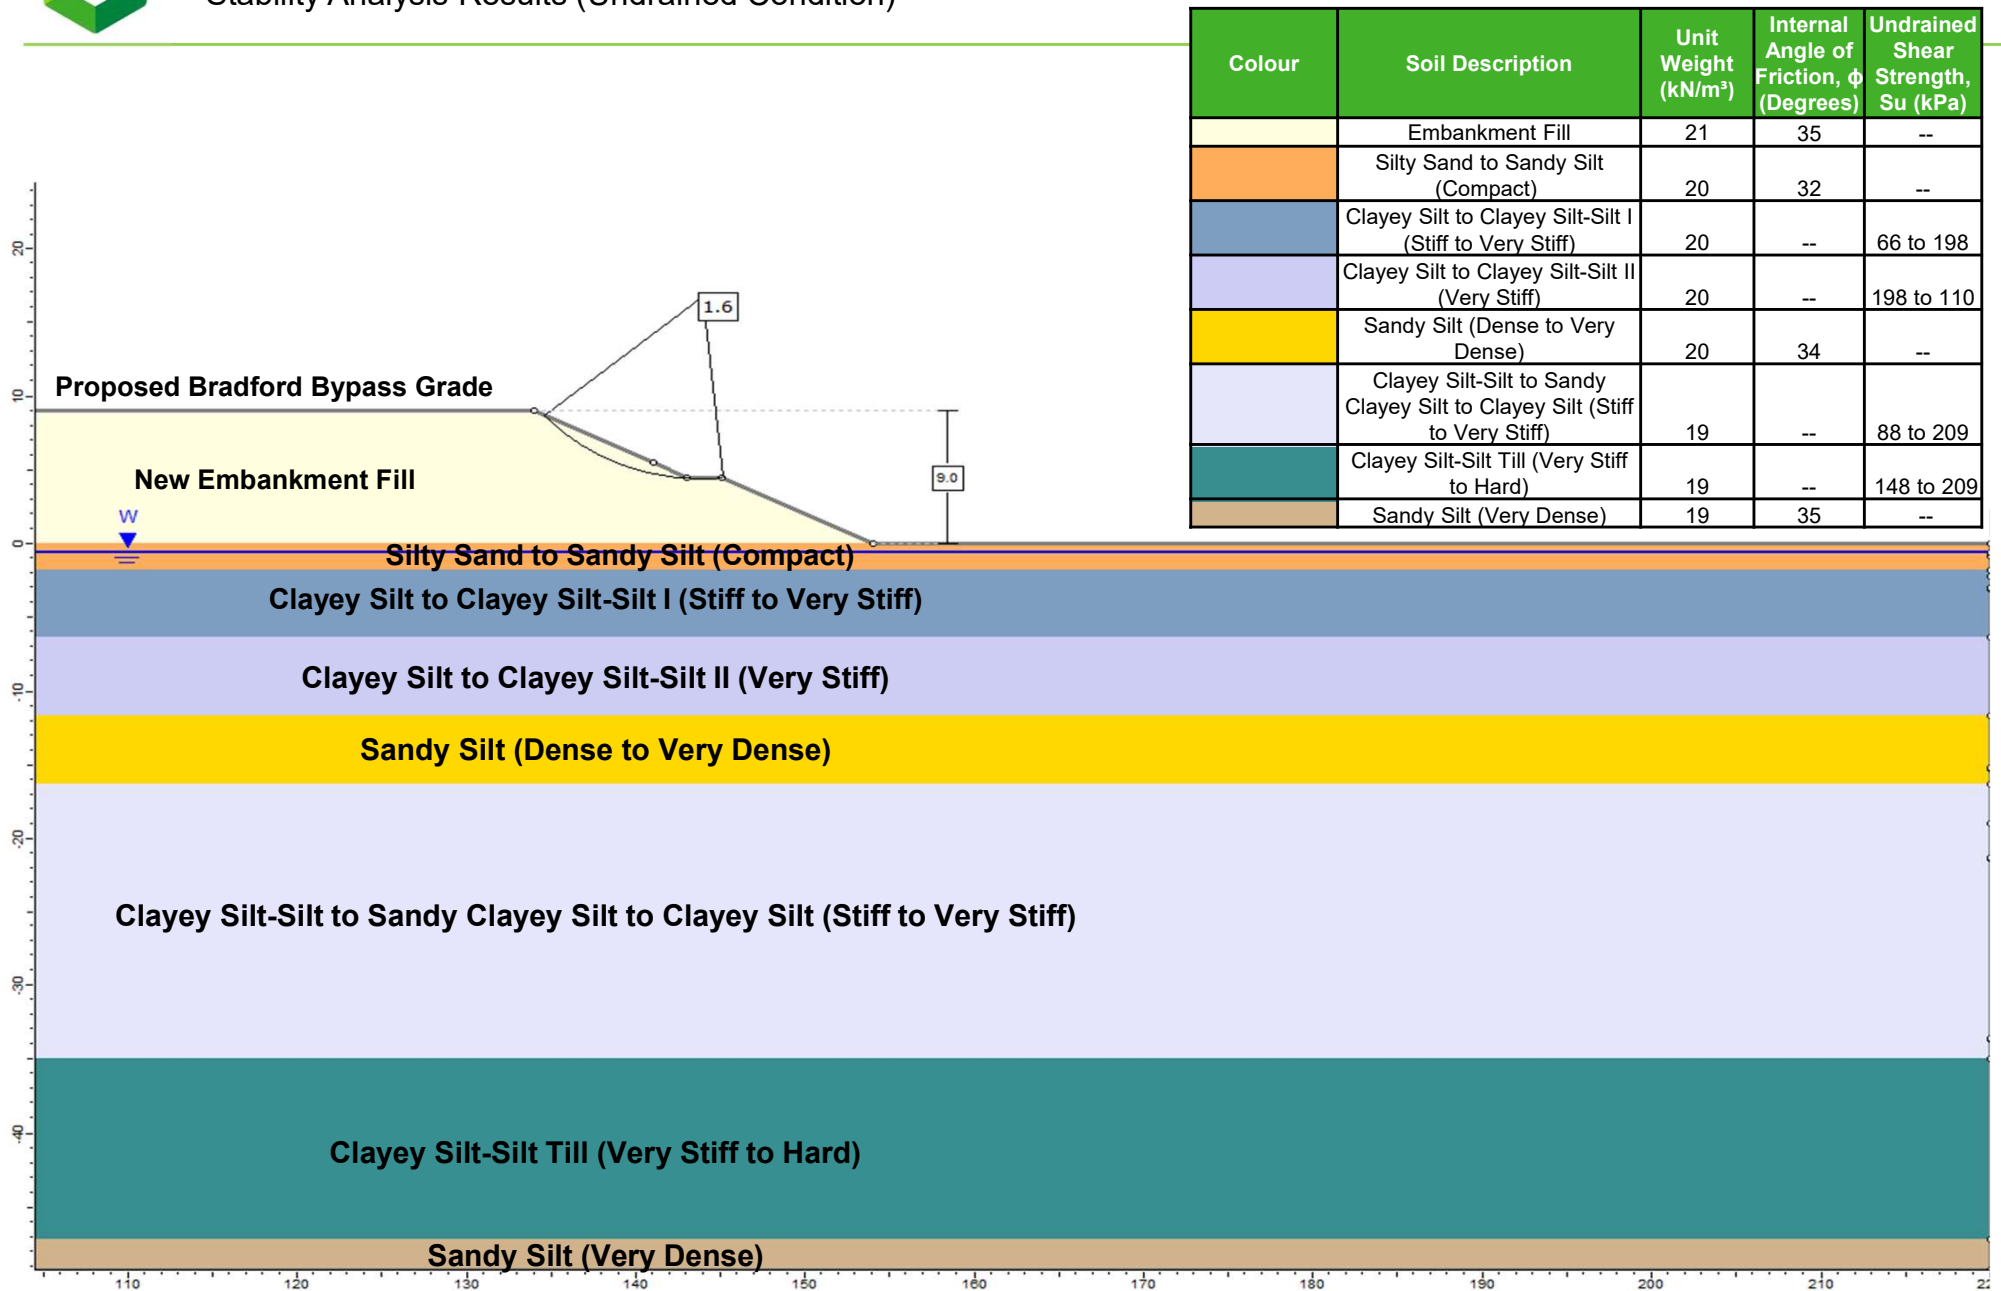 Stability Analysis Results (Undrained Condition)
Colour
Soil Description
Unit
Weight
(kN/m³)
Internal
Angle of
Friction, ϕ
(Degrees)
Undrained
Shear
Strength,
Su (kPa)
Embankment Fill
21
35
--
Silty Sand to Sandy Silt
(Compact)
20
32
--
Clayey Silt to Clayey Silt-Silt I
(Stiff to Very Stiff)
20
--
66 to 198
Clayey Silt to Clayey Silt-Silt II
(Very Stiff)
20
--
198 to 110
Sandy Silt (Dense to Very
Dense)
20
34
--
Clayey Silt-Silt to Sandy
Clayey Silt to Clayey Silt (Stiff
to Very Stiff)
19
--
88 to 209
Clayey Silt-Silt Till (Very Stiff
to Hard)
19
--
148 to 209
Sandy Silt (Very Dense)
19
35
--
20
10
0
-10
-20
-30
-40
1.6
9.0
Proposed Bradford Bypass Grade
New Embankment Fill
W
Silty Sand to Sandy Silt (Compact)
Clayey Silt to Clayey Silt-Silt I (Stiff to Very Stiff)
Clayey Silt to Clayey Silt-Silt II (Very Stiff)
Sandy Silt (Dense to Very Dense)
Clayey Silt-Silt to Sandy Clayey Silt to Clayey Silt (Stiff to Very Stiff)
Clayey Silt-Silt Till (Very Stiff to Hard)
Sandy Silt (Very Dense)
110 120 130 140 150 160 170 180 190 200 210